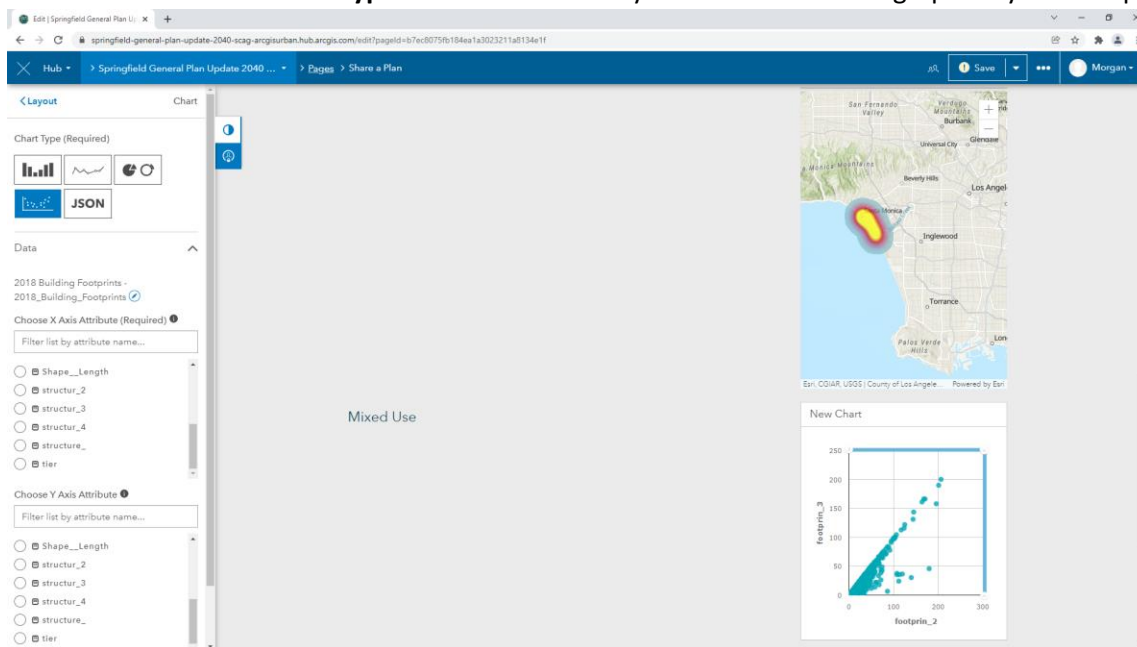 Edit | Springfield General Plan Up
springfield-general-plan-update-2040-scag-arcgisurban.hub.arcgis.com/edit?pageId=b7ec8075fb184ea1a3023211a8134e1f
Hub
> Springfield General Plan Update 2040 ...
> Pages > Share a Plan
Save
Morgan
< Layout
Chart
Chart Type (Required)
JSON
Data
2018 Building Footprints -
2018_Building_Footprints
Choose X Axis Attribute (Required)
Filter list by attribute name...
Shape__Length
structur_2
structur_3
structur_4
structure_
tier
Choose Y Axis Attribute
Filter list by attribute name...
Shape__Length
structur_2
structur_3
structur_4
structure_
tier
Mixed Use
San Fernando
Valley
Verdugo
Mountains
Burbank
Universal City
Glendale
Beverly Hills
Los Angel
Monica
Inglewood
Torrance
Palos Verde
Hills
Lon
Esri, CGIAR, USGS | County of Los Angele...
Powered by Esri
New Chart
250
200
150
100
50
0
footprin_3
0
100
200
300
footprin_2